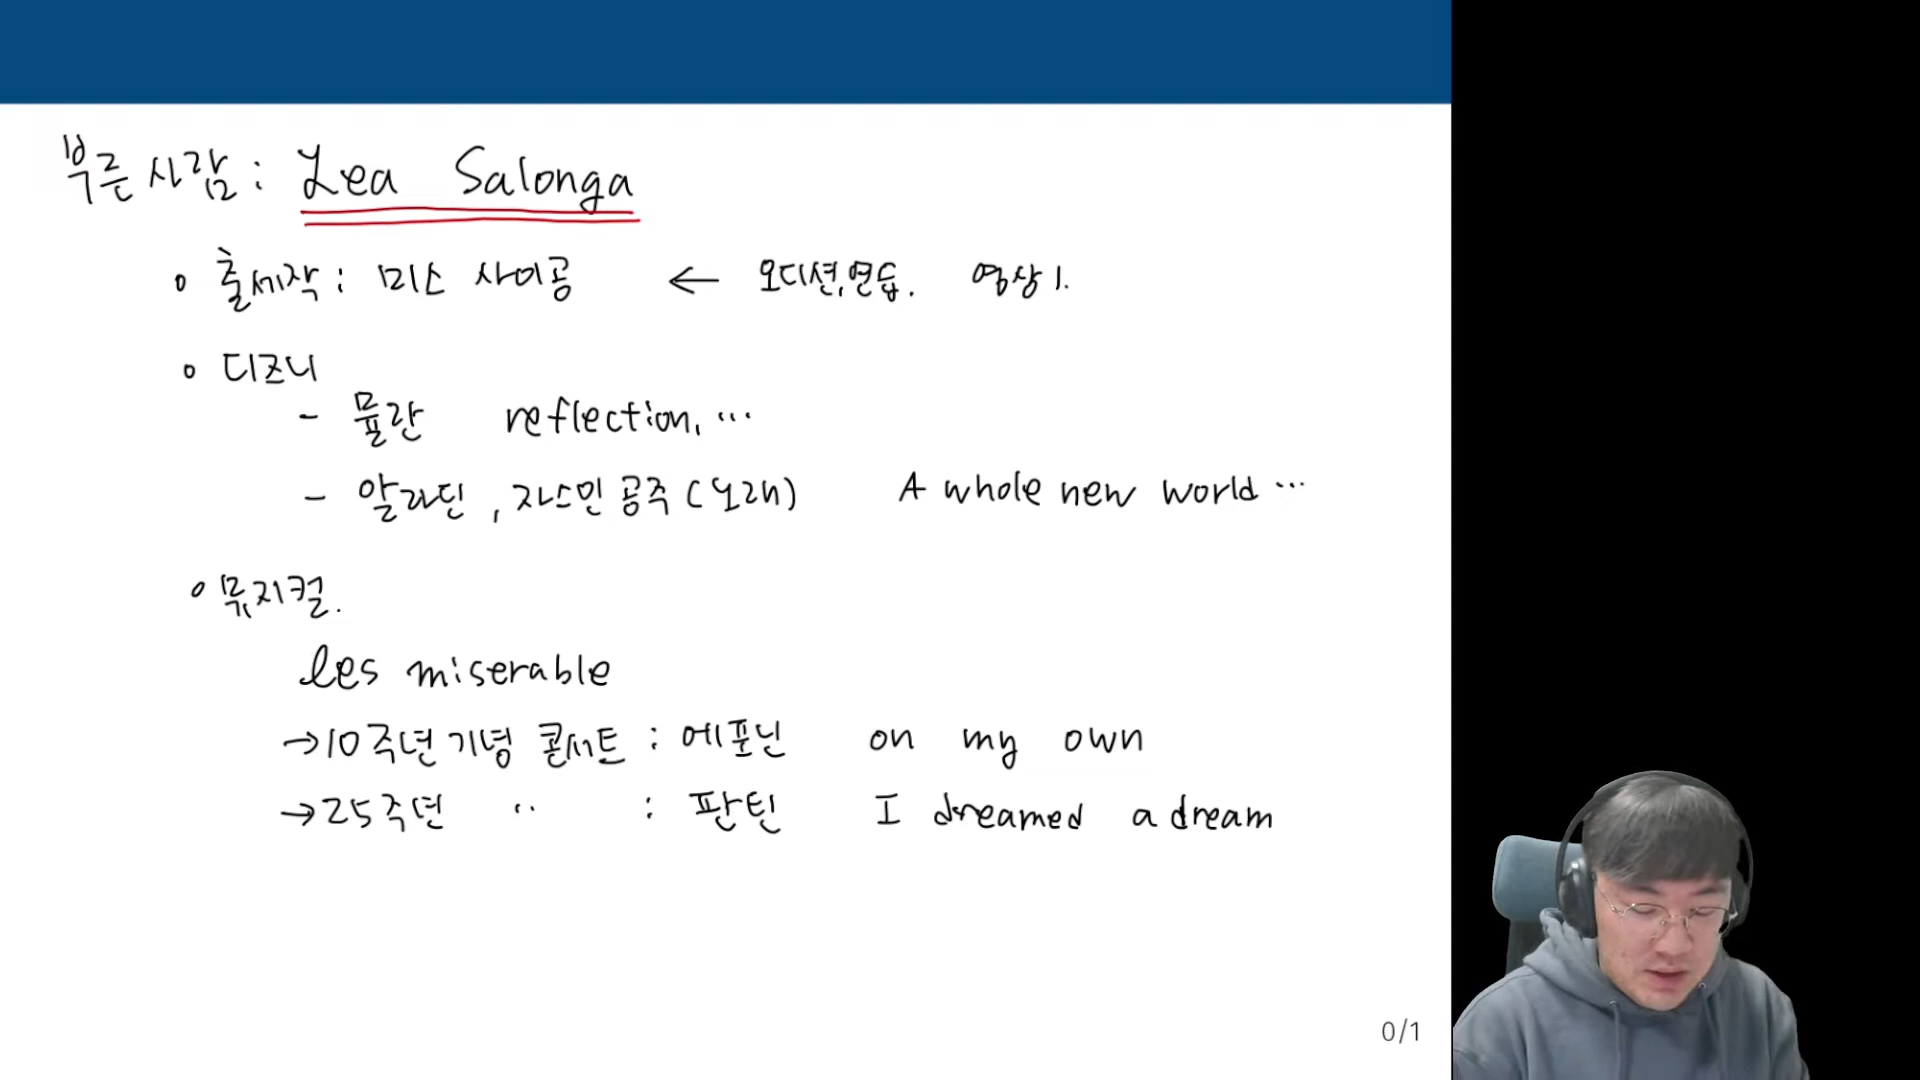 부른 사람 : Lea Salonga
○ 출세작 : 미스 사이공 ← 오디션,연습. 영상 1.
○ 디즈니
- 뮬란 reflection, ...
- 알라딘 , 자스민 공주 (노래) A whole new world ...
○ 뮤지컬.
les miserable
→10주년 기념 콘서트 : 에포닌 on my own
→25주년 〃 : 판틴 I dreamed a dream
0/1